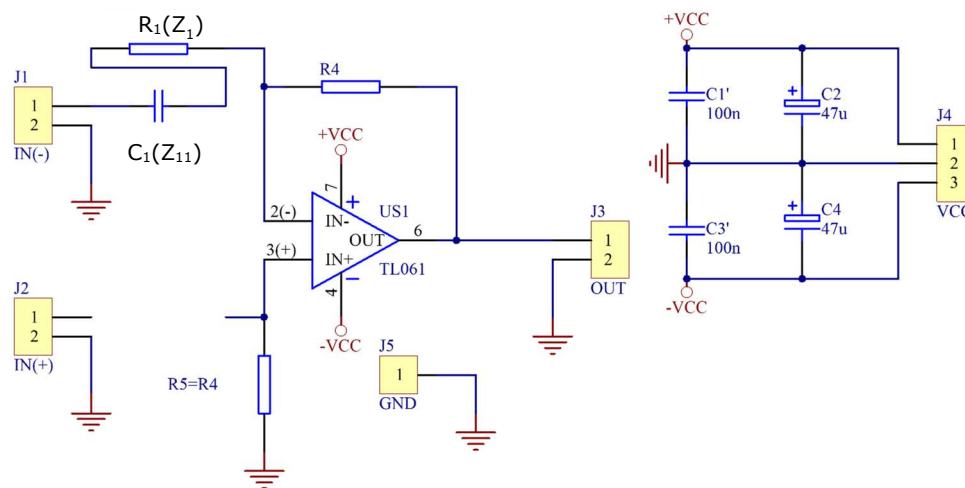 R1(Z1)
J1
1
2
IN(-)
C1(Z11)
R4
+VCC
7
2(-)
IN-
US1
OUT
6
3(+)
IN+
TL061
4
-VCC
J3
1
2
OUT
J2
1
2
IN(+)
R5=R4
J5
1
GND
+VCC
C1'
100n
+
C2
47u
J4
1
2
3
VCC
C3'
100n
+
C4
47u
-VCC